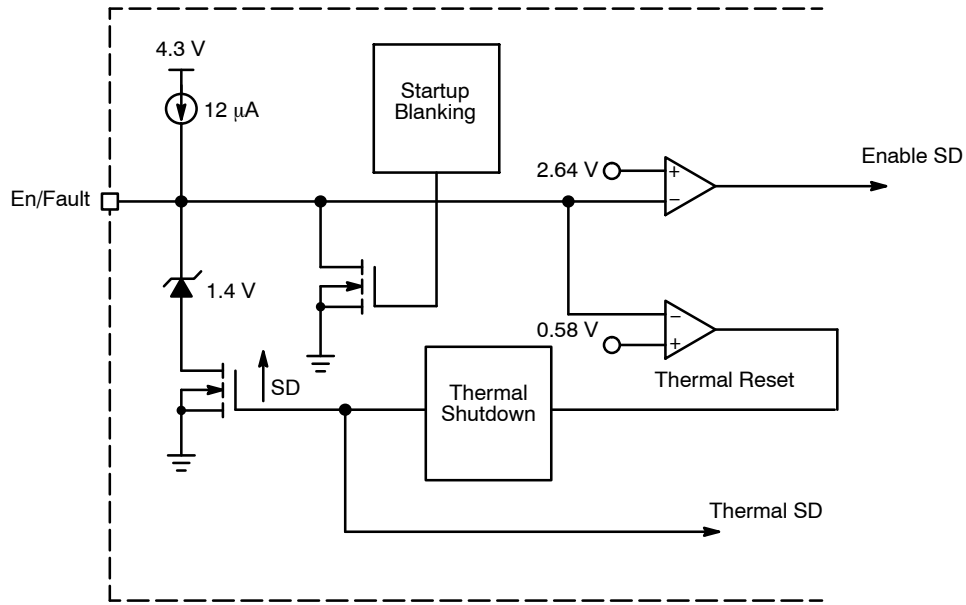 4.3 V
12 μA
Startup
Blanking
2.64 V
+
−
Enable SD
En/Fault
1.4 V
−
0.58 V
+
Thermal Reset
SD
Thermal
Shutdown
Thermal SD